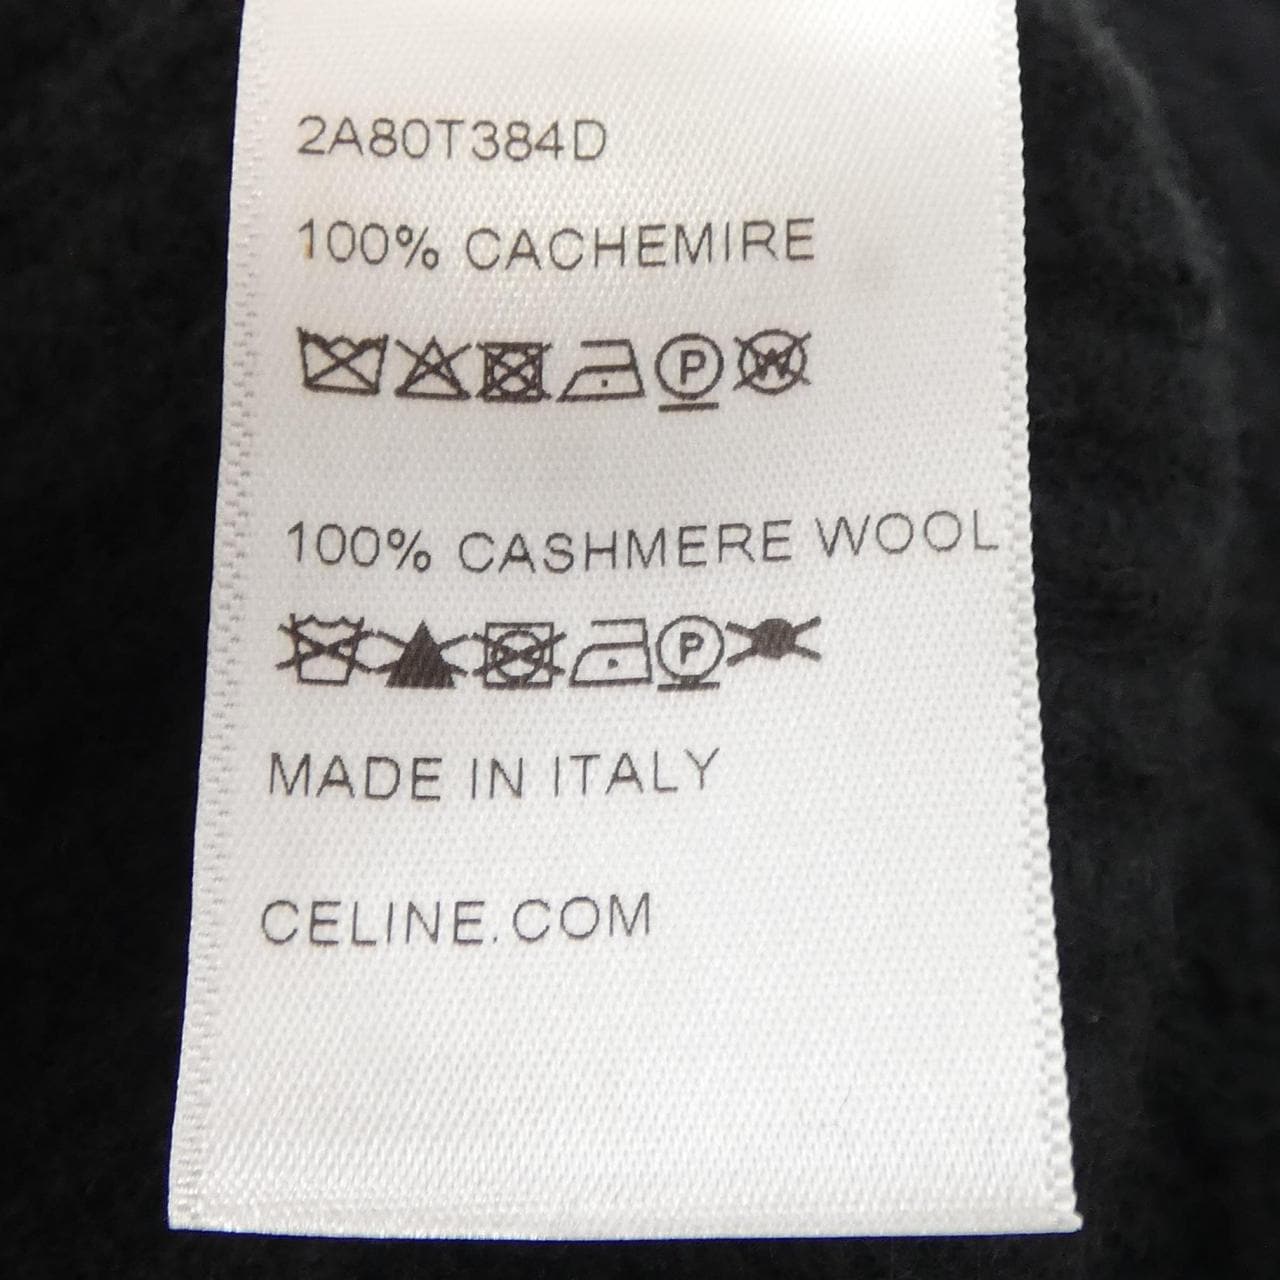 2A80T384D
100% CACHEMIRE
P W
100% CASHMERE WOOL
P
MADE IN ITALY
CELINE.COM